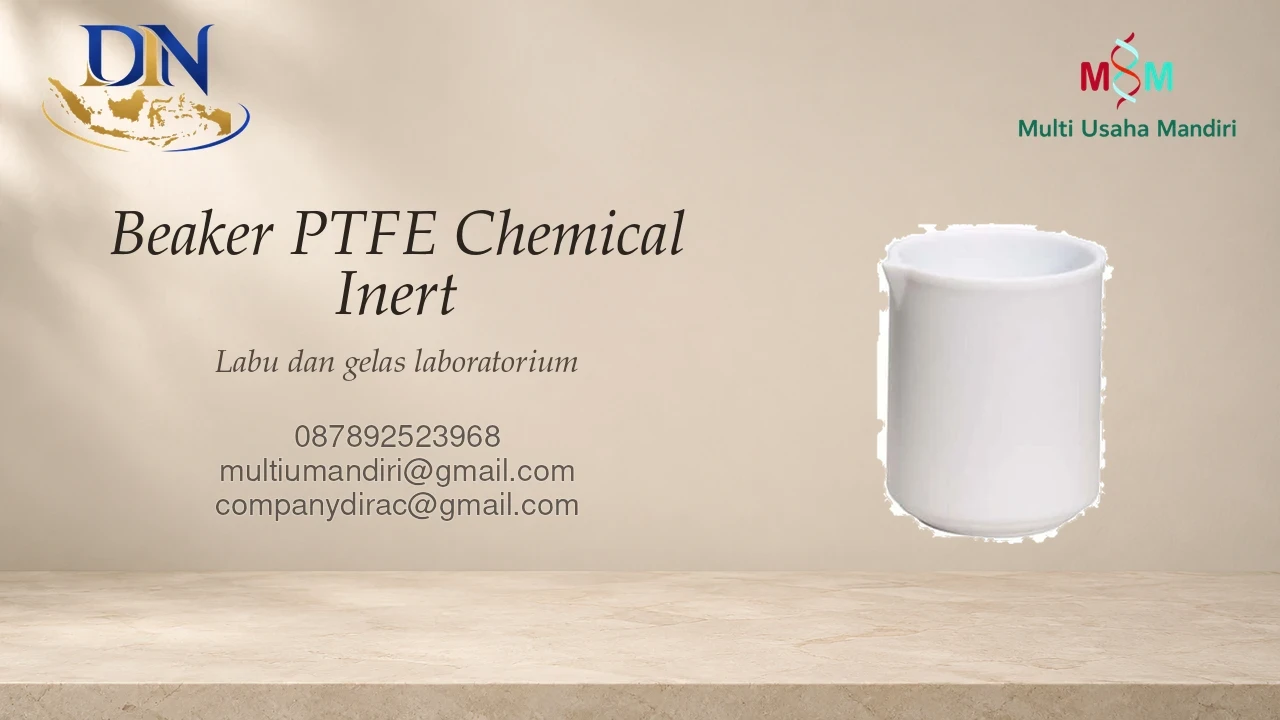 DN
M M
Multi Usaha Mandiri
Beaker PTFE Chemical
Inert
Labu dan gelas laboratorium
087892523968
multiumandiri@gmail.com
companydirac@gmail.com